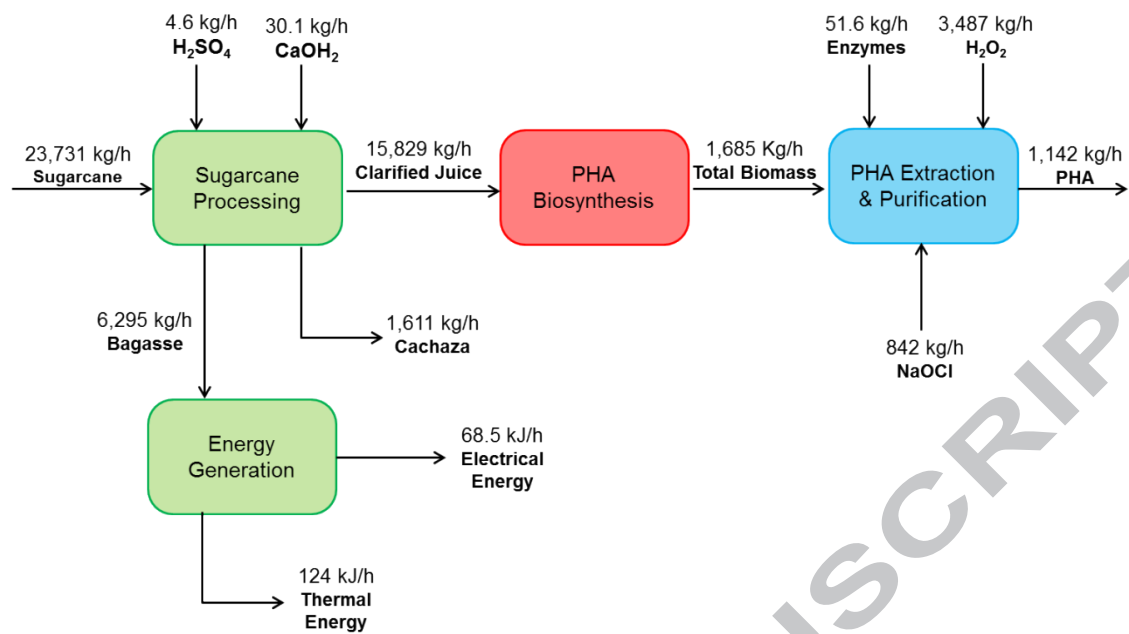 4.6 kg/h
H₂SO₄
30.1 kg/h
CaOH₂
51.6 kg/h
Enzymes
3,487 kg/h
H₂O₂
23,731 kg/h
Sugarcane
Sugarcane
Processing
15,829 kg/h
Clarified Juice
PHA
Biosynthesis
1,685 Kg/h
Total Biomass
PHA Extraction
& Purification
1,142 kg/h
PHA
6,295 kg/h
Bagasse
1,611 kg/h
Cachaza
842 kg/h
NaOCl
Energy
Generation
68.5 kJ/h
Electrical
Energy
124 kJ/h
Thermal
Energy
SCRIPT